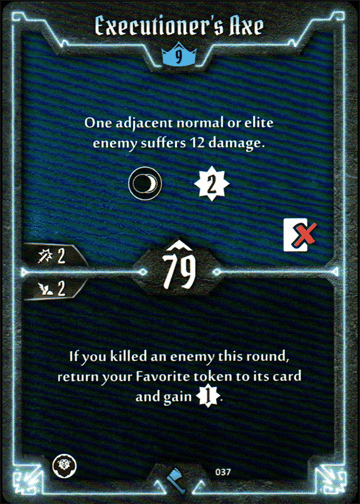 Executioner's Axe
9
One adjacent normal or elite
enemy suffers 12 damage.
2
2
79
2
If you killed an enemy this round,
return your Favorite token to its card
and gain 1.
037